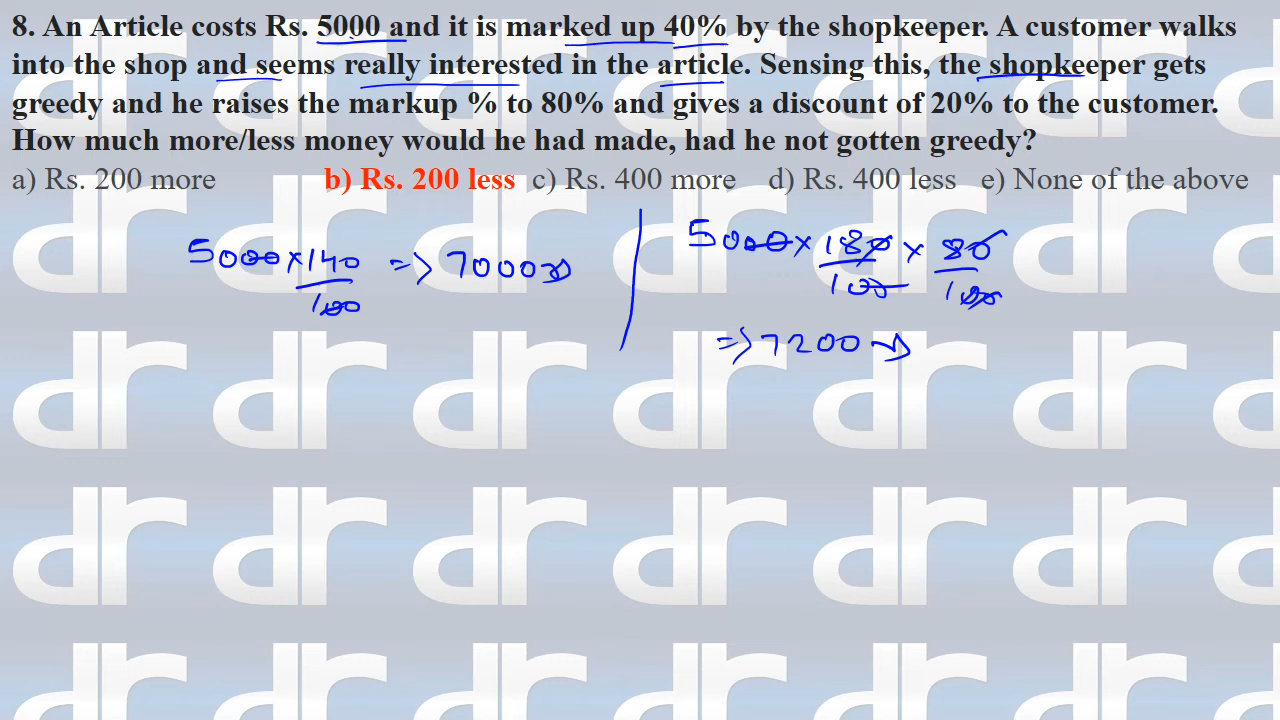 8. An Article costs Rs. 5000 and it is marked up 40% by the shopkeeper. A customer walks
into the shop and seems really interested in the article. Sensing this, the shopkeeper gets
greedy and he raises the markup % to 80% and gives a discount of 20% to the customer.
How much more/less money would he had made, had he not gotten greedy?
a) Rs. 200 more b) Rs. 200 less c) Rs. 400 more d) Rs. 400 less e) None of the above
5000 × 140/100 => 7000
5000 × 180/100 × 80/100
=> 7200